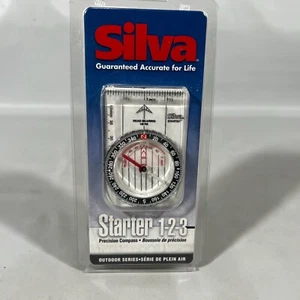 Silva
Guaranteed Accurate for Life
Starter 1-2-3
Precision Compass • Boussole de précision
OUTDOOR SERIES•SÉRIE DE PLEIN AIR